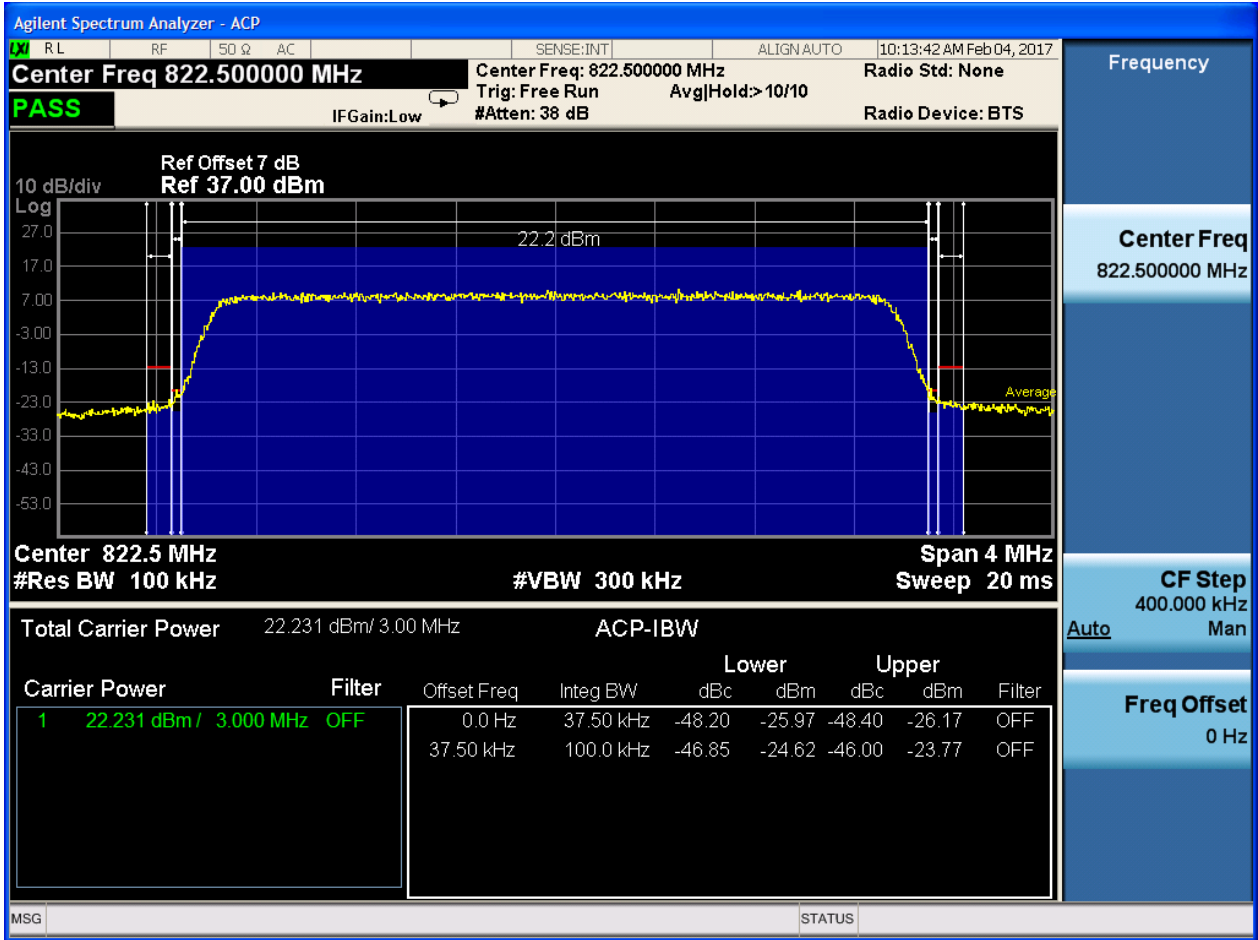 Agilent Spectrum Analyzer - ACP
LXI RL RF 50 Ω AC SENSE:INT ALIGN AUTO 10:13:42 AM Feb 04, 2017
Center Freq 822.500000 MHz
Center Freq: 822.500000 MHz Radio Std: None
Trig: Free Run Avg|Hold:>10/10
PASS
IFGain:Low #Atten: 38 dB Radio Device: BTS
Ref Offset 7 dB
10 dB/div Ref 37.00 dBm
Log
27.0
22.2 dBm
17.0
7.00
-3.00
-13.0
Average
-23.0
-33.0
-43.0
-53.0
Center 822.5 MHz Span 4 MHz
#Res BW 100 kHz #VBW 300 kHz Sweep 20 ms
Total Carrier Power 22.231 dBm/ 3.00 MHz ACP-IBW
Lower Upper
Carrier Power Filter Offset Freq Integ BW dBc dBm dBc dBm Filter
1 22.231 dBm / 3.000 MHz OFF 0.0 Hz 37.50 kHz -48.20 -25.97 -48.40 -26.17 OFF
37.50 kHz 100.0 kHz -46.85 -24.62 -46.00 -23.77 OFF
Frequency
Center Freq
822.500000 MHz
CF Step
400.000 kHz
Auto Man
Freq Offset
0 Hz
MSG STATUS